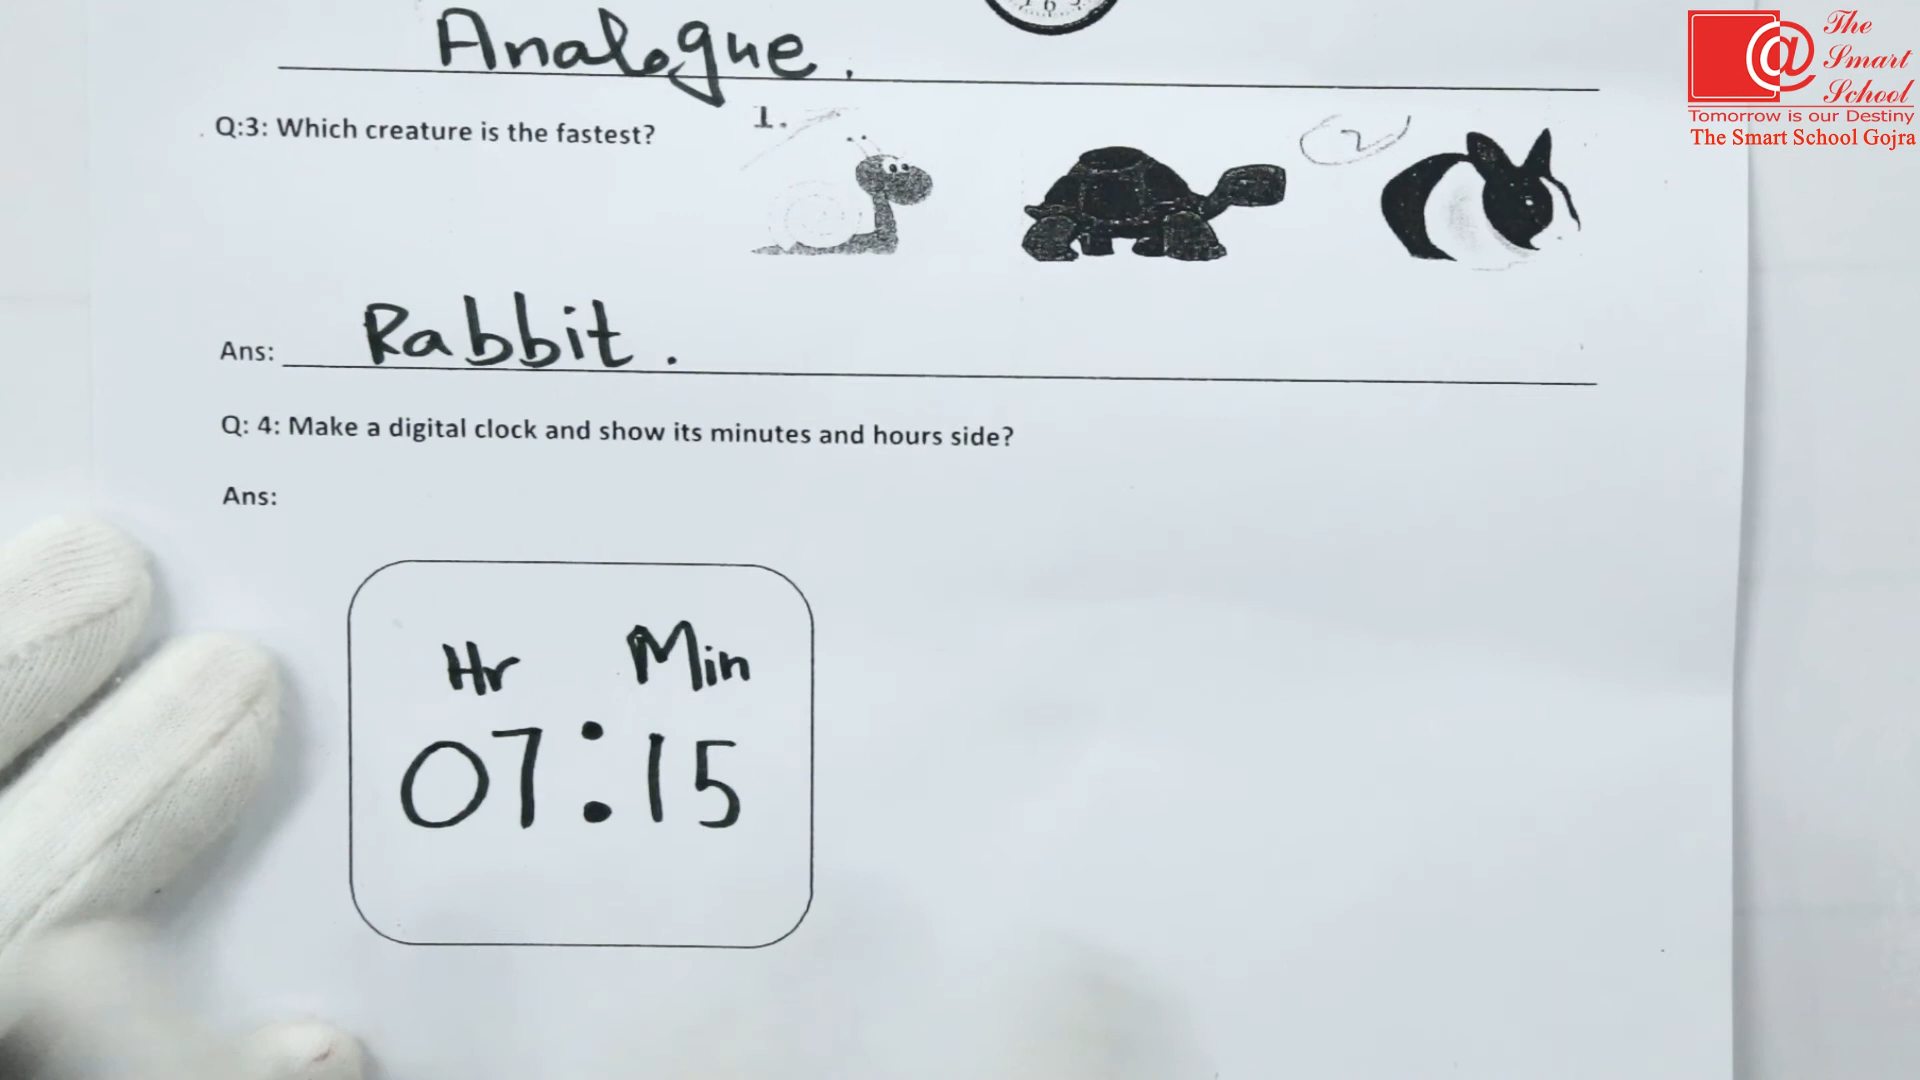 6
Analogue.
Q:3: Which creature is the fastest?
1.
2
Ans: Rabbit.
Q: 4: Make a digital clock and show its minutes and hours side?
Ans:
Hr Min
07:15
@ The
Smart
School
Tomorrow is our Destiny
The Smart School Gojra